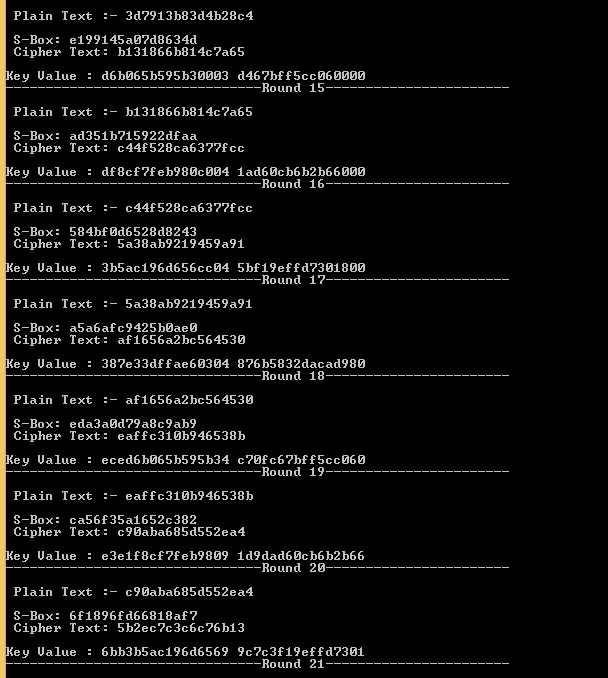 Plain Text :- 3d7913b83d4b28c4
S-Box: e199145a07d8634d
Cipher Text: b131866b814c7a65
Key Value : d6b065b595b30003 d467bff5cc060000
--------------------------------Round 15-----------------------
Plain Text :- b131866b814c7a65
S-Box: ad351b715922dfaa
Cipher Text: c44f528ca6377fcc
Key Value : df8cf7feb980c004 1ad60cb6b2b66000
--------------------------------Round 16-----------------------
Plain Text :- c44f528ca6377fcc
S-Box: 584bf0d6528d8243
Cipher Text: 5a38ab9219459a91
Key Value : 3b5ac196d656cc04 5bf19effd7301800
--------------------------------Round 17-----------------------
Plain Text :- 5a38ab9219459a91
S-Box: a5a6afc9425b0ae0
Cipher Text: af1656a2bc564530
Key Value : 387e33dffae60304 876b5832dacad980
--------------------------------Round 18-----------------------
Plain Text :- af1656a2bc564530
S-Box: eda3a0d79a8c9ab9
Cipher Text: eaffc310b946538b
Key Value : eced6b065b595b34 c70fc67bff5cc060
--------------------------------Round 19-----------------------
Plain Text :- eaffc310b946538b
S-Box: ca56f35a1652c382
Cipher Text: c90aba685d552ea4
Key Value : e3e1f8cf7feb9809 1d9dad60cb6b2b66
--------------------------------Round 20-----------------------
Plain Text :- c90aba685d552ea4
S-Box: 6f1896fd66818af7
Cipher Text: 5b2ec7c3c6c76b13
Key Value : 6bb3b5ac196d6569 9c7c3f19effd7301
--------------------------------Round 21-----------------------